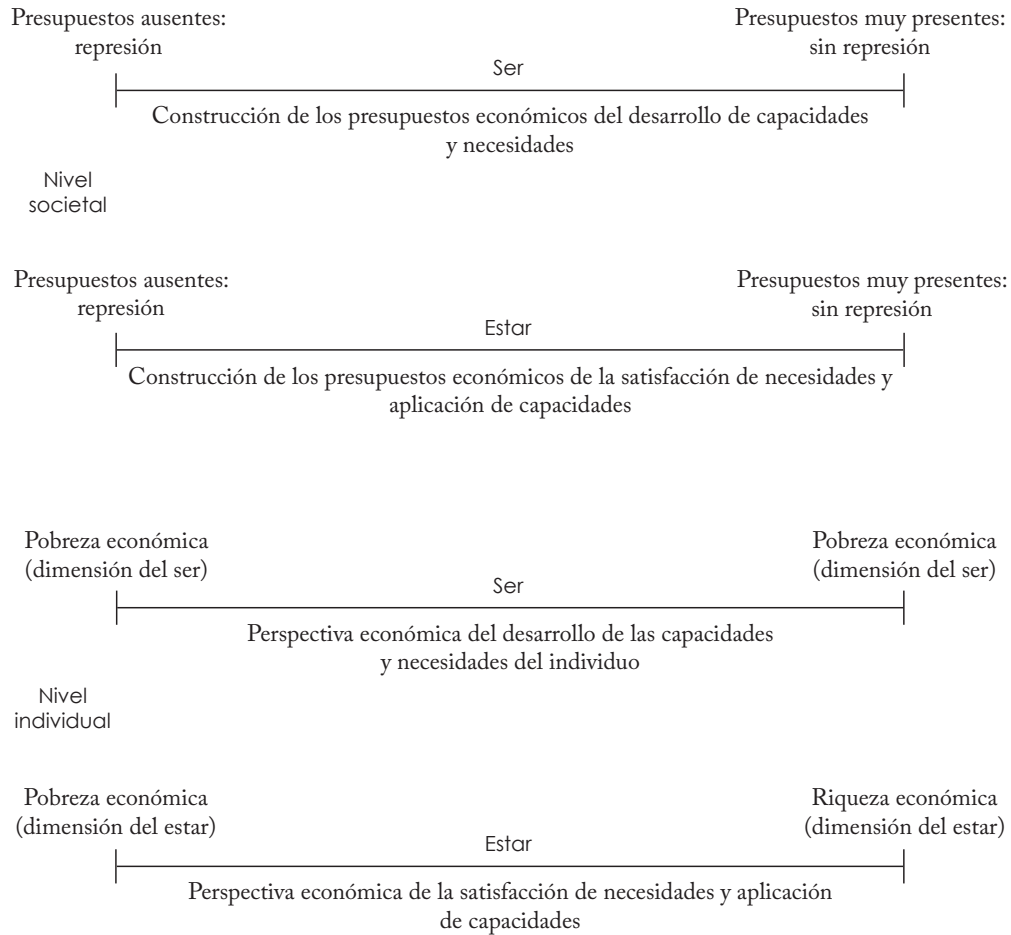 Presupuestos ausentes:
represión
Presupuestos muy presentes:
sin represión
Ser
Construcción de los presupuestos económicos del desarrollo de capacidades
y necesidades
Nivel
societal
Presupuestos ausentes:
represión
Presupuestos muy presentes:
sin represión
Estar
Construcción de los presupuestos económicos de la satisfacción de necesidades y
aplicación de capacidades
Pobreza económica
(dimensión del ser)
Pobreza económica
(dimensión del ser)
Ser
Perspectiva económica del desarrollo de las capacidades
y necesidades del individuo
Nivel
individual
Pobreza económica
(dimensión del estar)
Riqueza económica
(dimensión del estar)
Estar
Perspectiva económica de la satisfacción de necesidades y aplicación
de capacidades